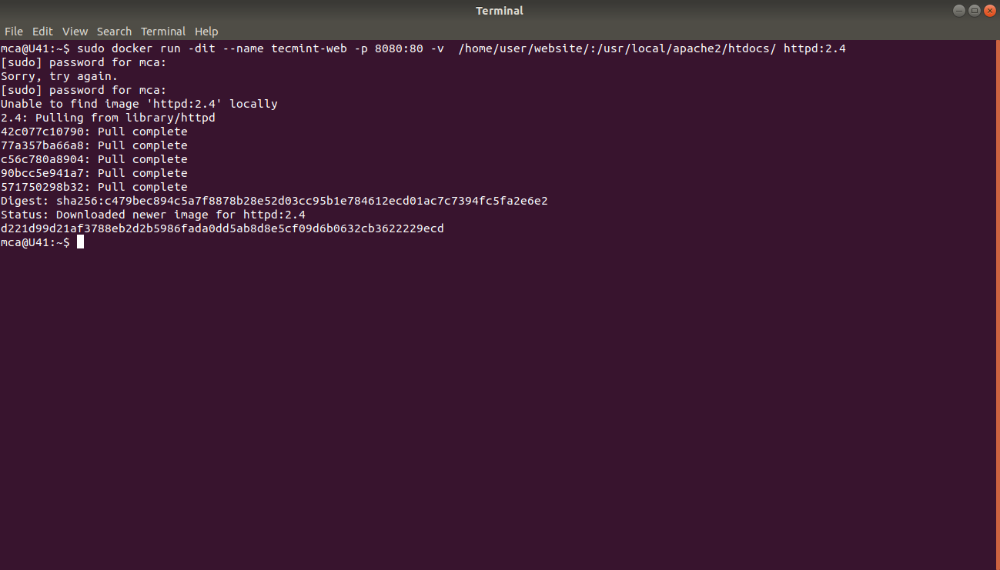 Terminal
File Edit View Search Terminal Help
mca@U41:~$ sudo docker run -dit --name tecmint-web -p 8080:80 -v  /home/user/website/:/usr/local/apache2/htdocs/ httpd:2.4
[sudo] password for mca:
Sorry, try again.
[sudo] password for mca:
Unable to find image 'httpd:2.4' locally
2.4: Pulling from library/httpd
42c077c10790: Pull complete
77a357ba66a8: Pull complete
c56c780a8904: Pull complete
90bcc5e941a7: Pull complete
571750298b32: Pull complete
Digest: sha256:c479bec894c5a7f8878b28e52d03cc95b1e784612ecd01ac7c7394fc5fa2e6e2
Status: Downloaded newer image for httpd:2.4
d221d99d21af3788eb2d2b5986fada0dd5ab8d8e5cf09d6b0632cb3622229ecd
mca@U41:~$